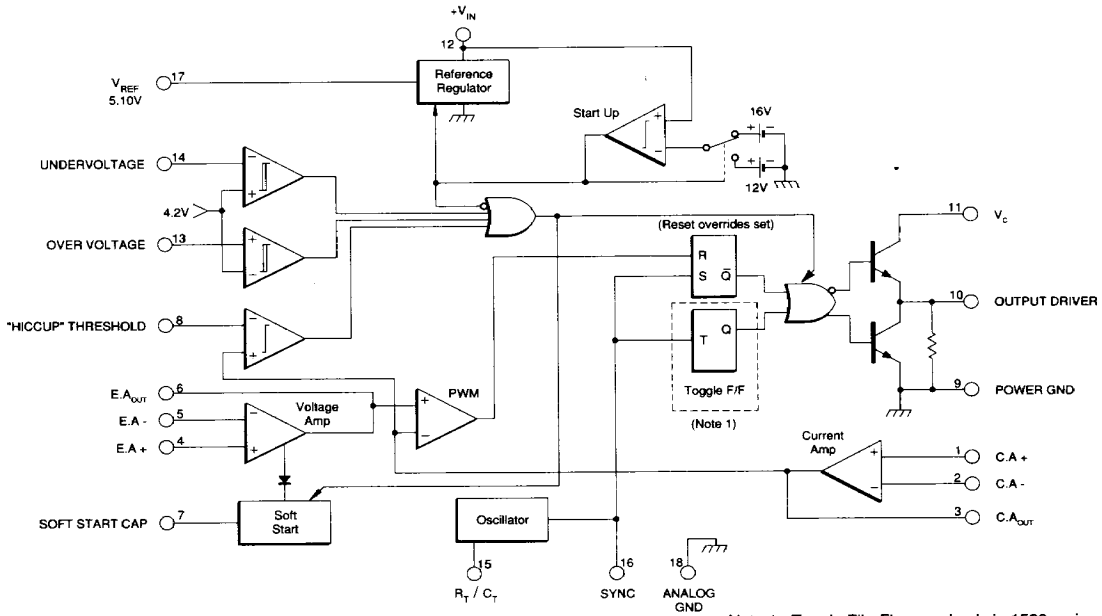 +V_IN
12
V_REF
5.10V
17
Reference
Regulator
Start Up
+
−
16V
+ −
+ −
12V
UNDERVOLTAGE
14
−
+
4.2V
OVER VOLTAGE
13
+
−
"HICCUP" THRESHOLD
8
−
+
(Reset overrides set)
R
S Q̅
T Q
Toggle F/F
(Note 1)
11 V_C
10 OUTPUT DRIVER
9 POWER GND
E.A_OUT 6
E.A - 5
E.A + 4
−
+
Voltage
Amp
PWM
+
−
Current
Amp
+
−
1 C.A +
2 C.A -
3 C.A_OUT
SOFT START CAP 7
Soft
Start
Oscillator
15
R_T / C_T
16
SYNC
18
ANALOG
GND